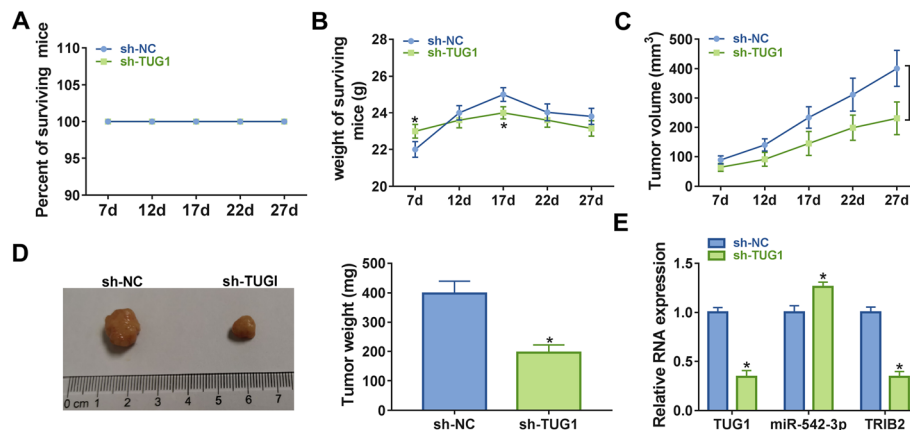 A
sh-NC
sh-TUG1
Percent of surviving mice
110
105
100
95
90
7d 12d 17d 22d 27d
B
sh-NC
sh-TUG1
weight of surviving
mice (g)
28
26
24
22
20
* *
7d 12d 17d 22d 27d
C
sh-NC
sh-TUG1
Tumor volume (mm³)
500
400
300
200
100
0
7d 12d 17d 22d 27d
D
sh-NC sh-TUGI
0 cm 1 2 3 4 5 6 7
Tumor weight (mg)
500
400
300
200
100
0
*
sh-NC sh-TUG1
E
sh-NC
sh-TUG1
Relative RNA expression
1.5
1.0
0.5
0.0
* * *
TUG1 miR-542-3p TRIB2